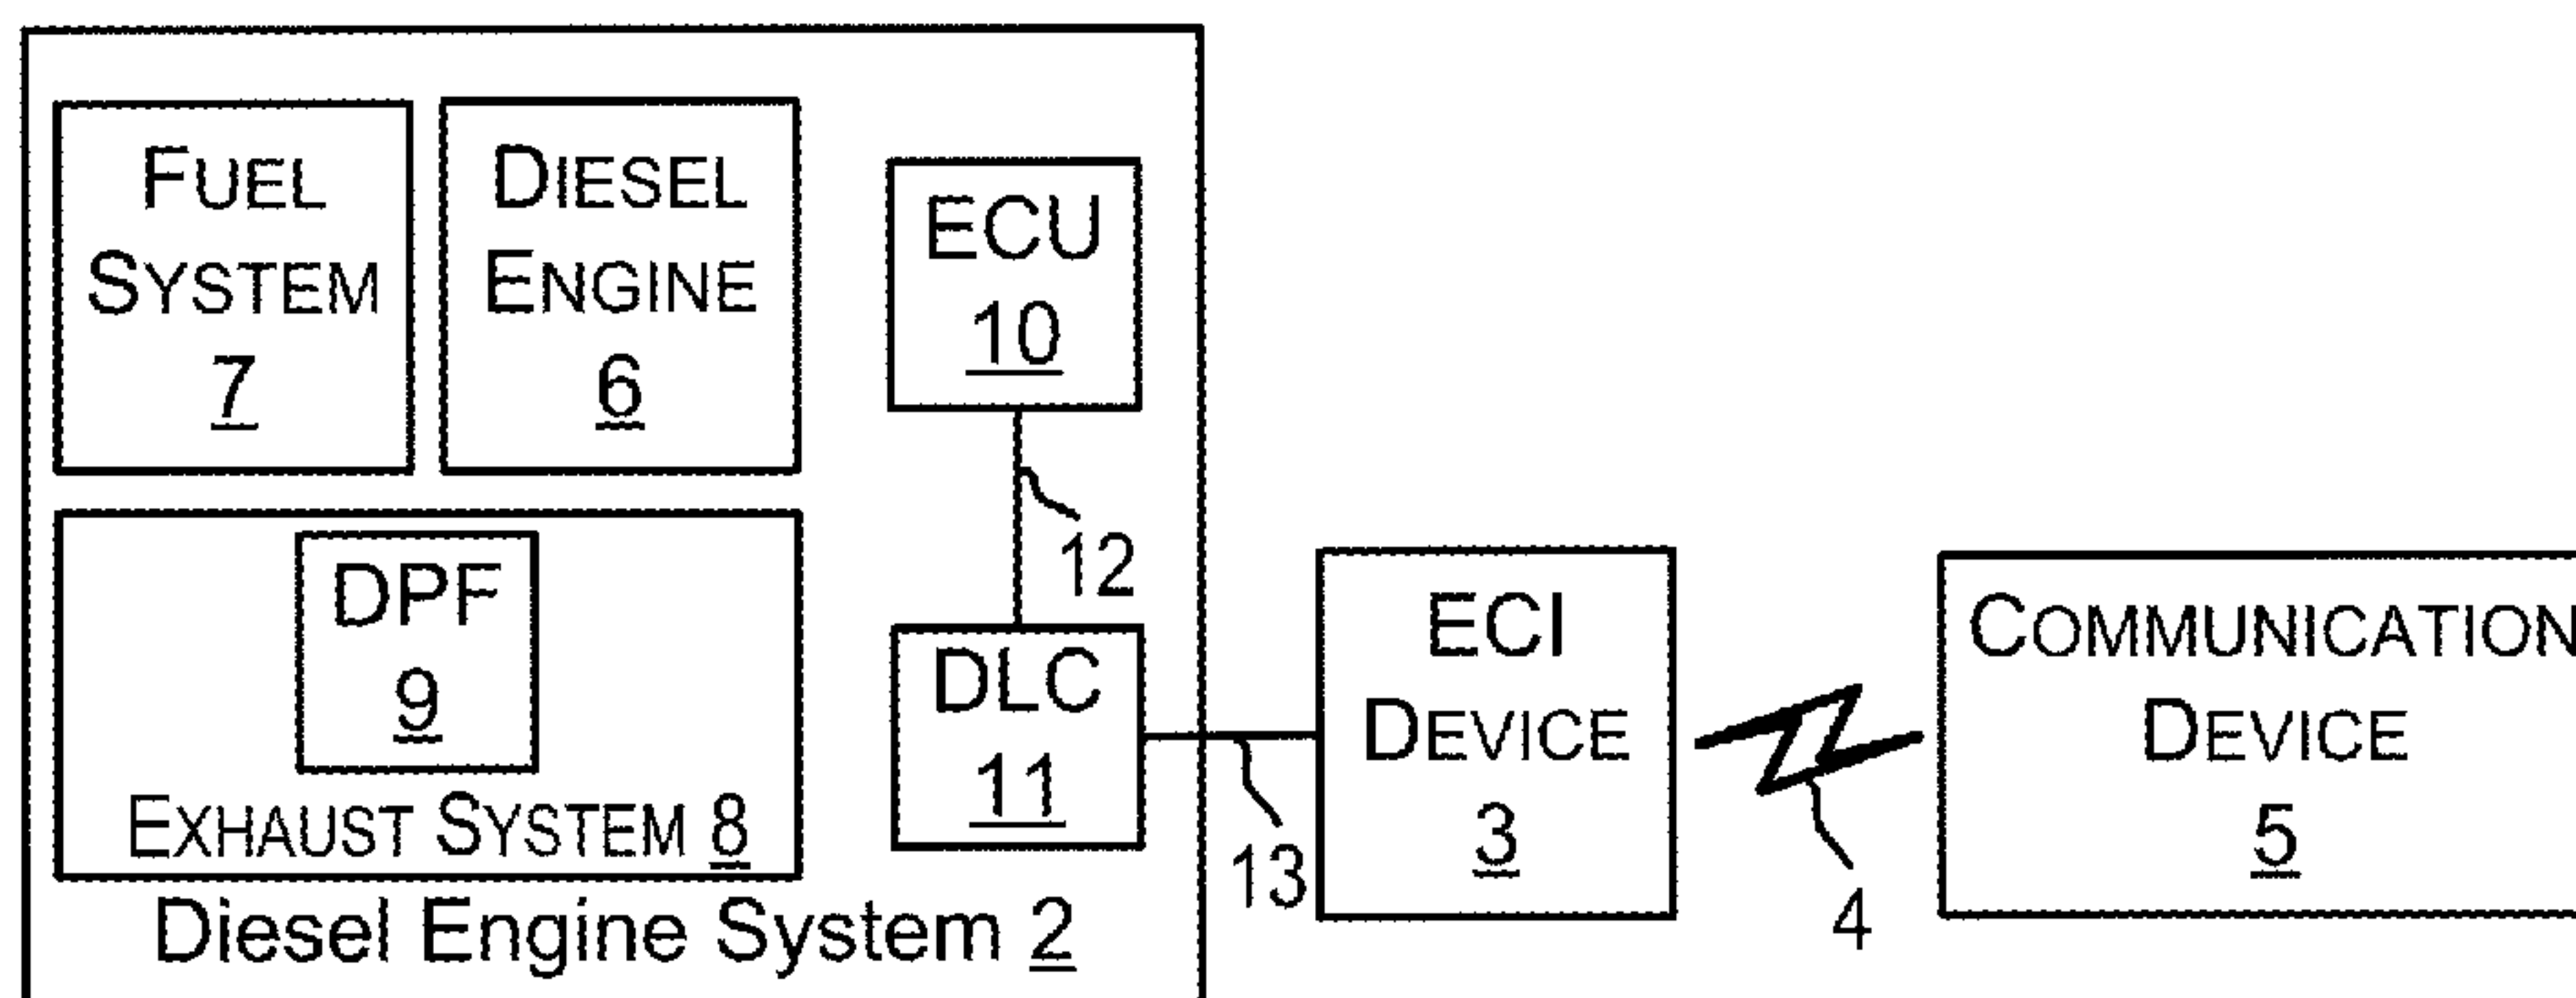 FUEL
SYSTEM
7
DIESEL
ENGINE
6
ECU
10
12
DPF
9
EXHAUST SYSTEM 8
DLC
11
13
ECI
DEVICE
3
4
COMMUNICATION
DEVICE
5
Diesel Engine System 2